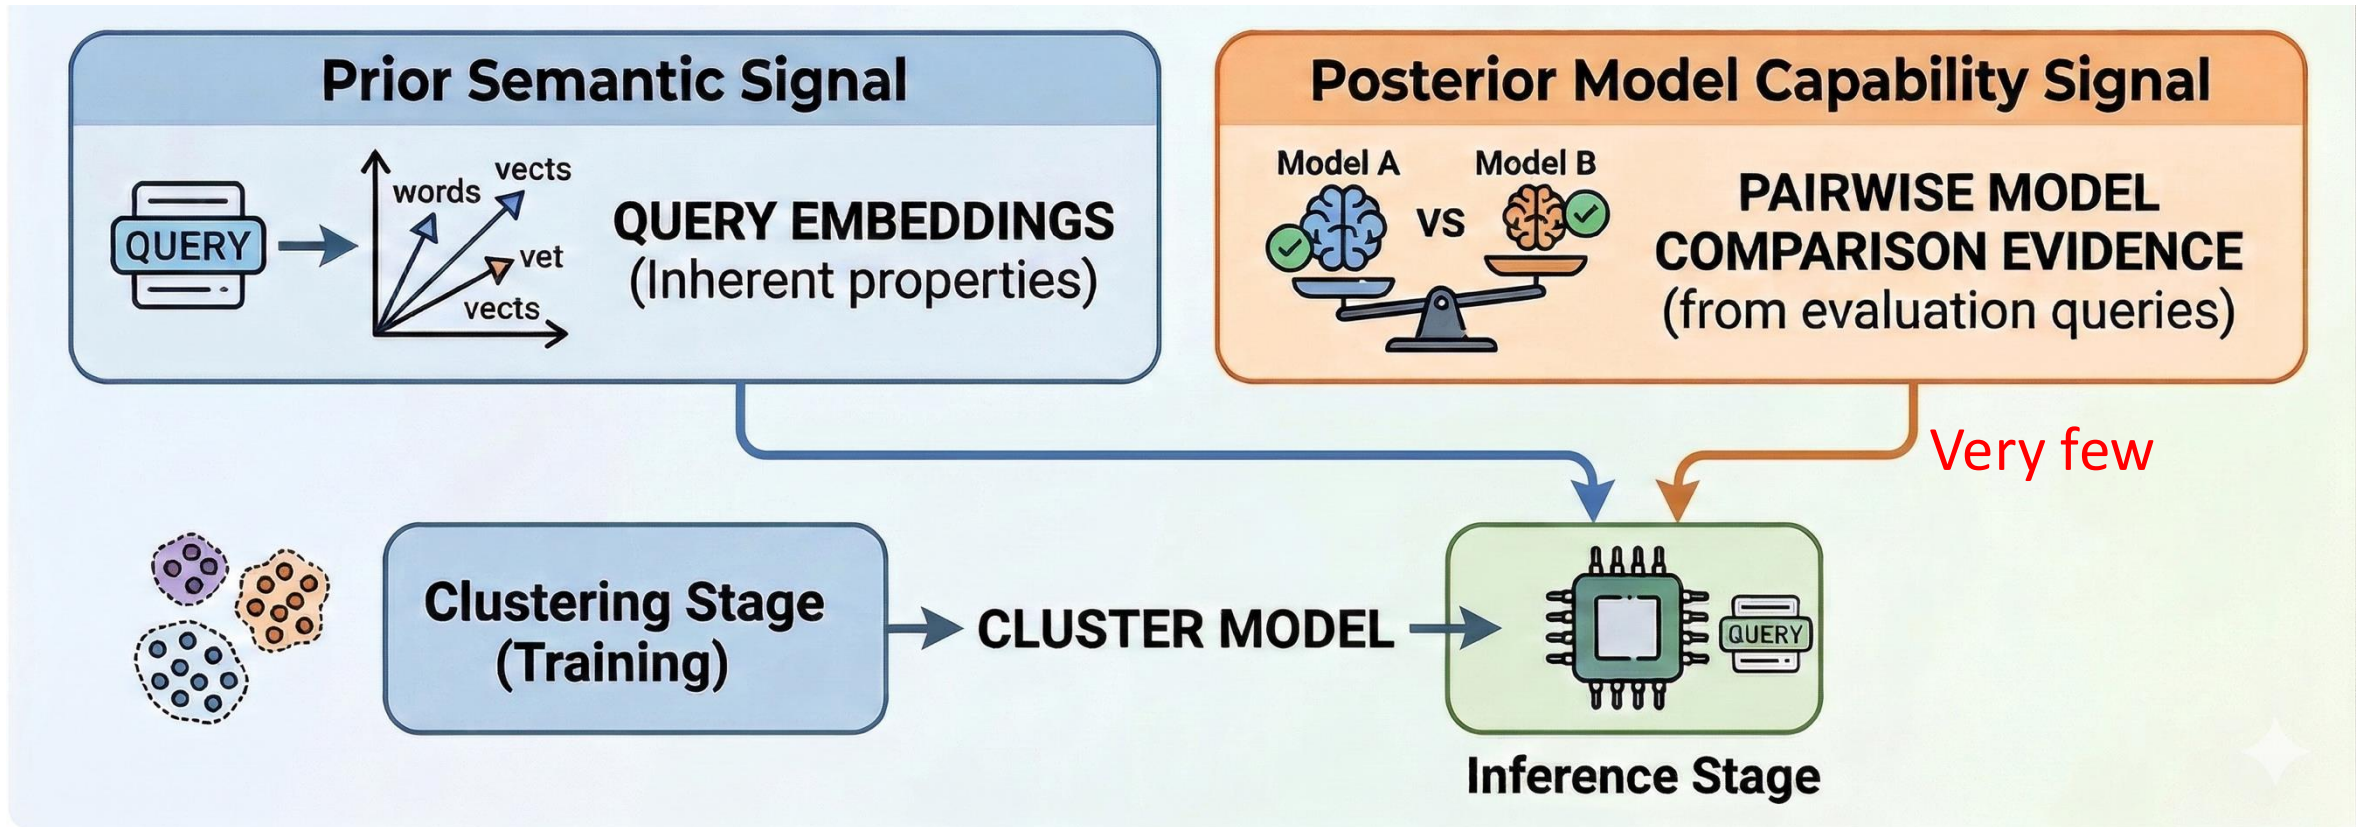 Prior Semantic Signal
QUERY
words
vects
vet
vects
QUERY EMBEDDINGS
(Inherent properties)
Posterior Model Capability Signal
Model A
VS
Model B
PAIRWISE MODEL
COMPARISON EVIDENCE
(from evaluation queries)
Very few
Clustering Stage
(Training)
CLUSTER MODEL
QUERY
Inference Stage